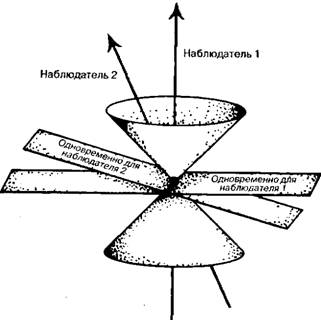 Наблюдатель 1
Наблюдатель 2
Одновременно для
наблюдателя 2
Одновременно для
наблюдателя 1